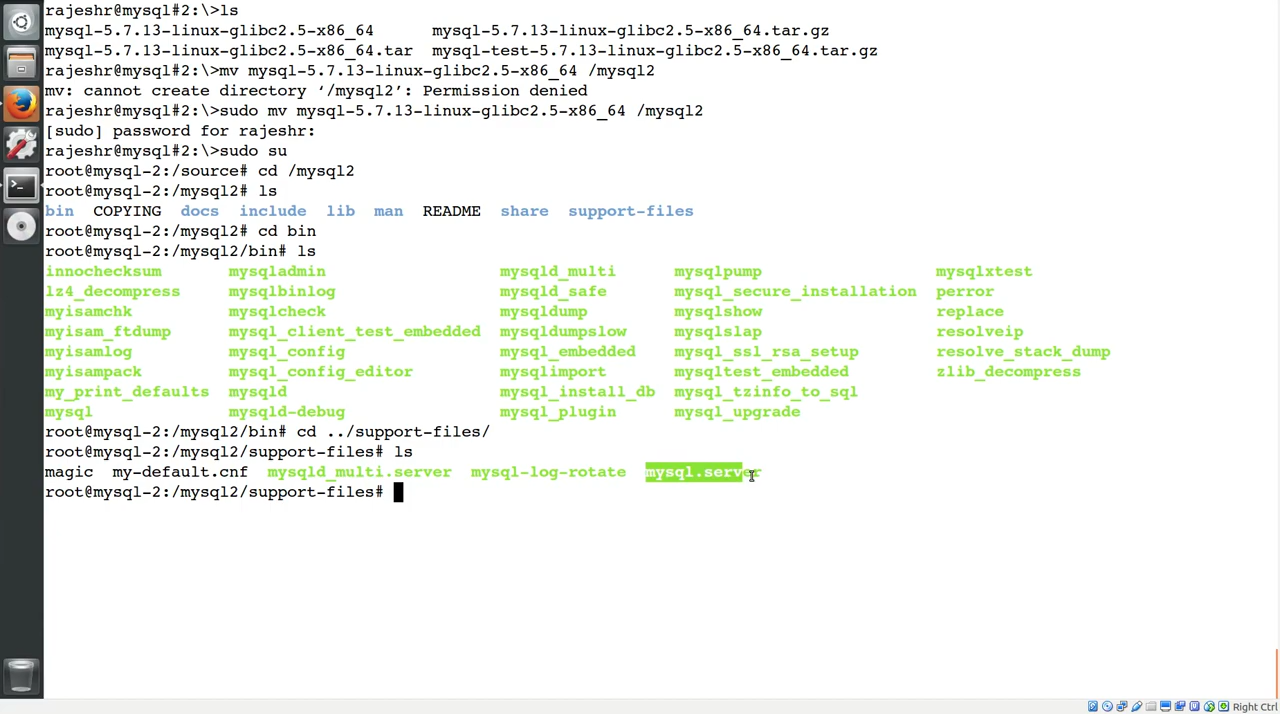 rajeshr@mysql#2:\>ls
mysql-5.7.13-linux-glibc2.5-x86_64 mysql-5.7.13-linux-glibc2.5-x86_64.tar.gz
mysql-5.7.13-linux-glibc2.5-x86_64.tar mysql-test-5.7.13-linux-glibc2.5-x86_64.tar.gz
rajeshr@mysql#2:\>mv mysql-5.7.13-linux-glibc2.5-x86_64 /mysql2
mv: cannot create directory ‘/mysql2’: Permission denied
rajeshr@mysql#2:\>sudo mv mysql-5.7.13-linux-glibc2.5-x86_64 /mysql2
[sudo] password for rajeshr:
rajeshr@mysql#2:\>sudo su
root@mysql-2:/source# cd /mysql2
root@mysql-2:/mysql2# ls
bin COPYING docs include lib man README share support-files
root@mysql-2:/mysql2# cd bin
root@mysql-2:/mysql2/bin# ls
innochecksum mysqladmin mysqld_multi mysqlpump mysqlxtest
lz4_decompress mysqlbinlog mysqld_safe mysql_secure_installation perror
myisamchk mysqlcheck mysqldump mysqlshow replace
myisam_ftdump mysql_client_test_embedded mysqldumpslow mysqlslap resolveip
myisamlog mysql_config mysql_embedded mysql_ssl_rsa_setup resolve_stack_dump
myisampack mysql_config_editor mysqlimport mysqltest_embedded zlib_decompress
my_print_defaults mysqld mysql_install_db mysql_tzinfo_to_sql
mysql mysqld-debug mysql_plugin mysql_upgrade
root@mysql-2:/mysql2/bin# cd ../support-files/
root@mysql-2:/mysql2/support-files# ls
magic my-default.cnf mysqld_multi.server mysql-log-rotate mysql.server
root@mysql-2:/mysql2/support-files#
Right Ctrl